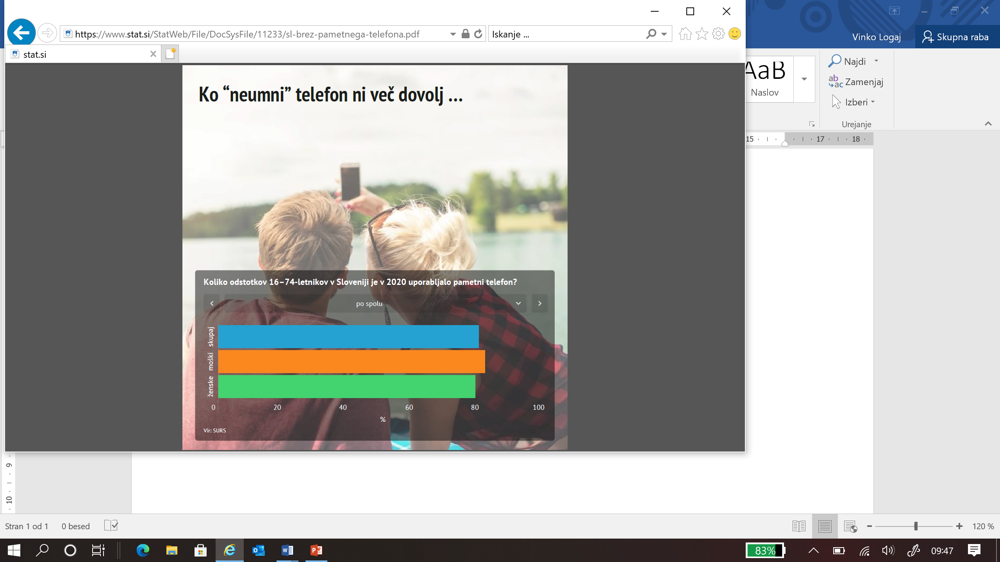 https://www.stat.si/StatWeb/File/DocSysFile/11233/sl-brez-pametnega-telefona.pdf
Iskanje ...
stat.si
Vinko Logaj
Skupna raba
AaB
Naslov
Najdi
Zamenjaj
Izberi
Urejanje
15 17 18
Ko “neumni” telefon ni več dovolj ...
Koliko odstotkov 16–74-letnikov v Sloveniji je v 2020 uporabljalo pametni telefon?
po spolu
skupaj
moški
ženske
0 20 40 60 80 100
%
Vir: SURS
9
10
Stran 1 od 1
0 besed
120 %
83%
09:47